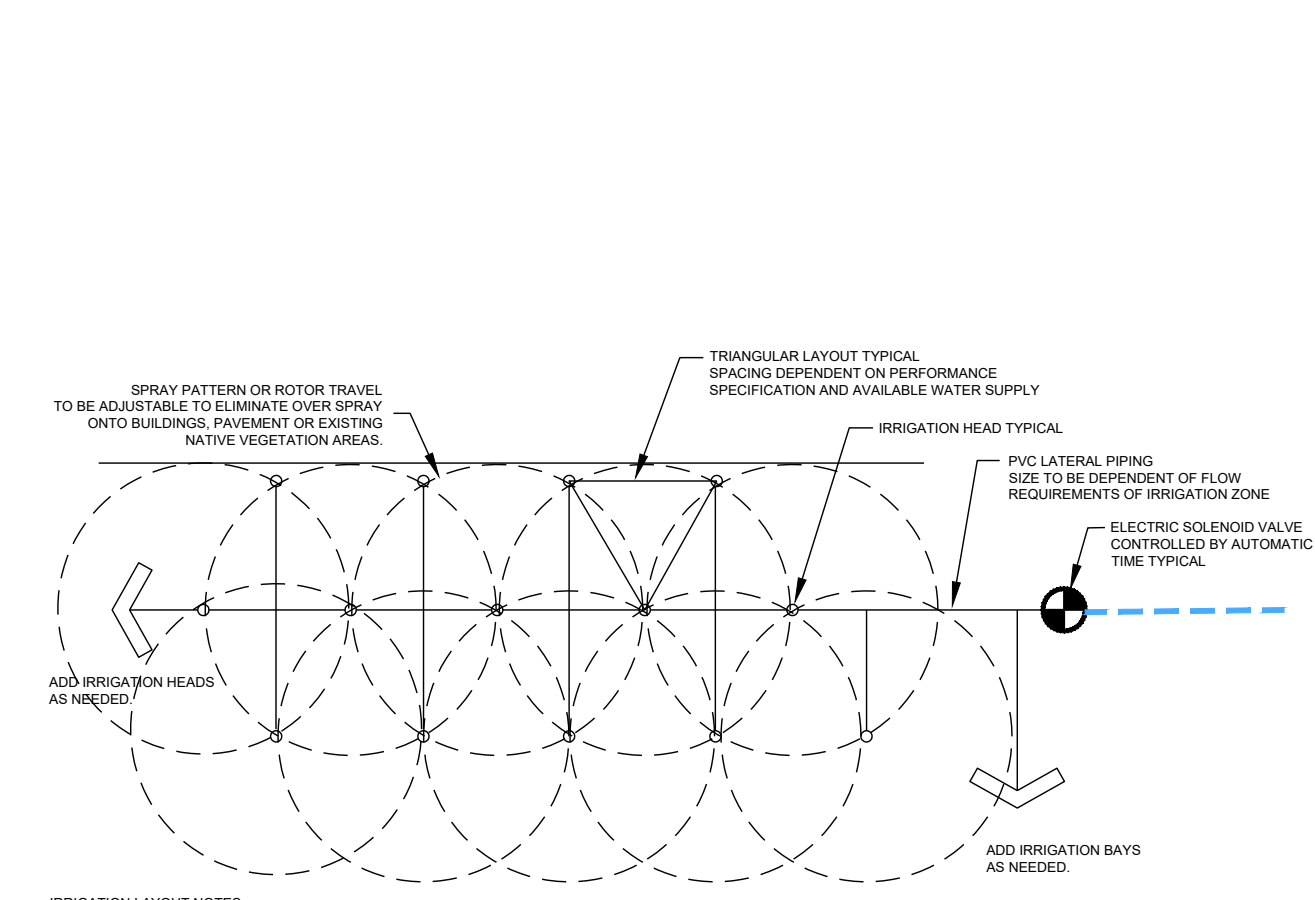 TRIANGULAR LAYOUT TYPICAL
SPACING DEPENDENT ON PERFORMANCE
SPECIFICATION AND AVAILABLE WATER SUPPLY
SPRAY PATTERN OR ROTOR TRAVEL
TO BE ADJUSTABLE TO ELIMINATE OVER SPRAY
ONTO BUILDINGS, PAVEMENT OR EXISTING
NATIVE VEGETATION AREAS.
IRRIGATION HEAD TYPICAL
PVC LATERAL PIPING
SIZE TO BE DEPENDENT OF FLOW
REQUIREMENTS OF IRRIGATION ZONE
ELECTRIC SOLENOID VALVE
CONTROLLED BY AUTOMATIC
TIME TYPICAL
ADD IRRIGATION HEADS
AS NEEDED.
ADD IRRIGATION BAYS
AS NEEDED.
IRRIGATION LAYOUT NOTES